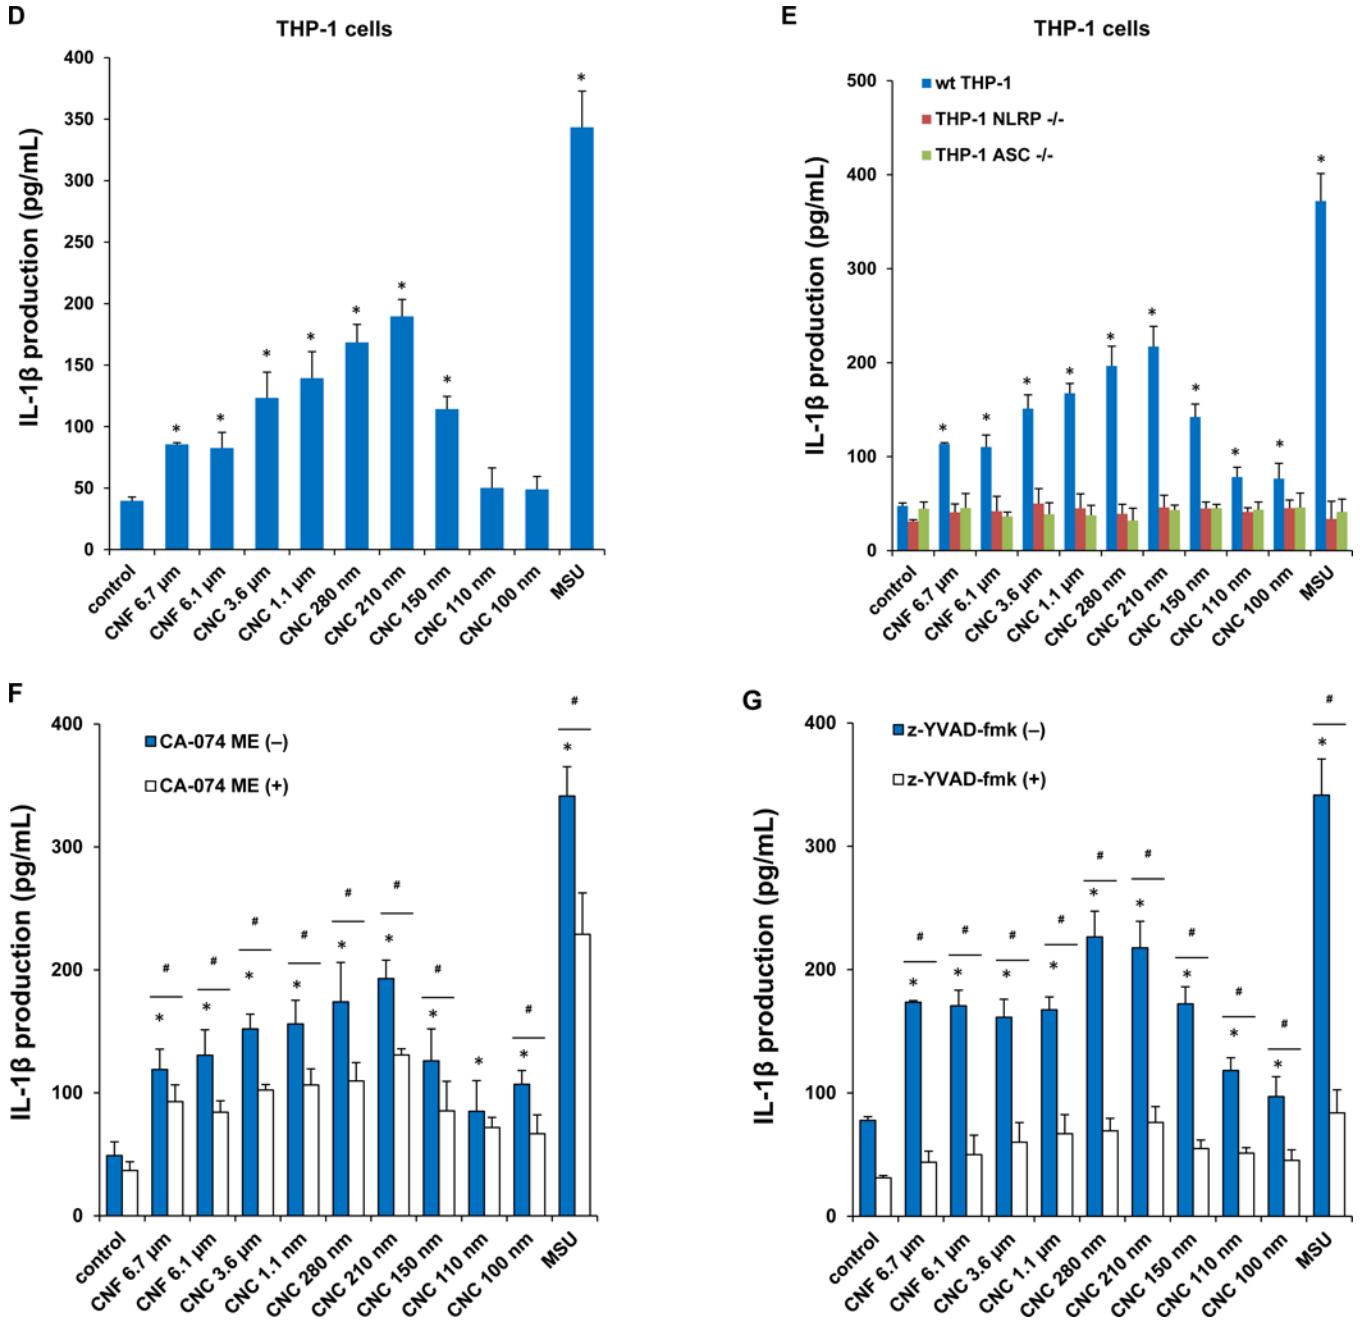 D
THP-1 cells
IL-1β production (pg/mL)
400
350
300
250
200
150
100
50
0
* * * * * * * *
control
CNF 6.7 µm
CNF 6.1 µm
CNC 3.6 µm
CNC 1.1 µm
CNC 280 nm
CNC 210 nm
CNC 150 nm
CNC 110 nm
CNC 100 nm
MSU
E
THP-1 cells
IL-1β production (pg/mL)
500
400
300
200
100
0
wt THP-1
THP-1 NLRP -/-
THP-1 ASC -/-
* * * * * * * * * *
control
CNF 6.7 µm
CNF 6.1 µm
CNC 3.6 µm
CNC 1.1 µm
CNC 280 nm
CNC 210 nm
CNC 150 nm
CNC 110 nm
CNC 100 nm
MSU
F
IL-1β production (pg/mL)
400
300
200
100
0
CA-074 ME (–)
CA-074 ME (+)
# # # # # # # # #
* * * * * * * * * *
control
CNF 6.7 µm
CNF 6.1 µm
CNC 3.6 µm
CNC 1.1 nm
CNC 280 nm
CNC 210 nm
CNC 150 nm
CNC 110 nm
CNC 100 nm
MSU
G
IL-1β production (pg/mL)
400
300
200
100
0
z-YVAD-fmk (–)
z-YVAD-fmk (+)
# # # # # # # # # #
* * * * * * * * * *
control
CNF 6.7 µm
CNF 6.1 µm
CNC 3.6 µm
CNC 1.1 µm
CNC 280 nm
CNC 210 nm
CNC 150 nm
CNC 110 nm
CNC 100 nm
MSU